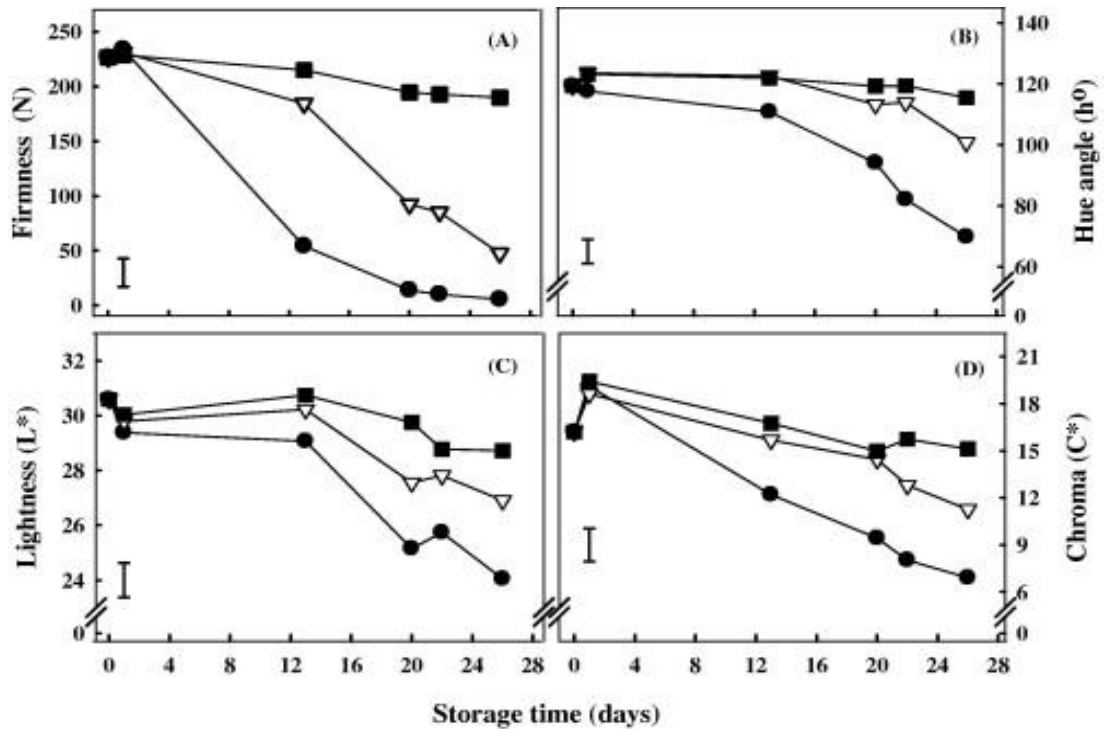 Firmness (N)
250
200
150
100
50
0
(A)
(B)
140
120
100
80
60
0
Hue angle (hº)
Lightness (L*)
32
30
28
26
24
0
(C)
0 4 8 12 16 20 24 28
(D)
21
18
15
12
9
6
0
Chroma (C*)
0 4 8 12 16 20 24 28
Storage time (days)